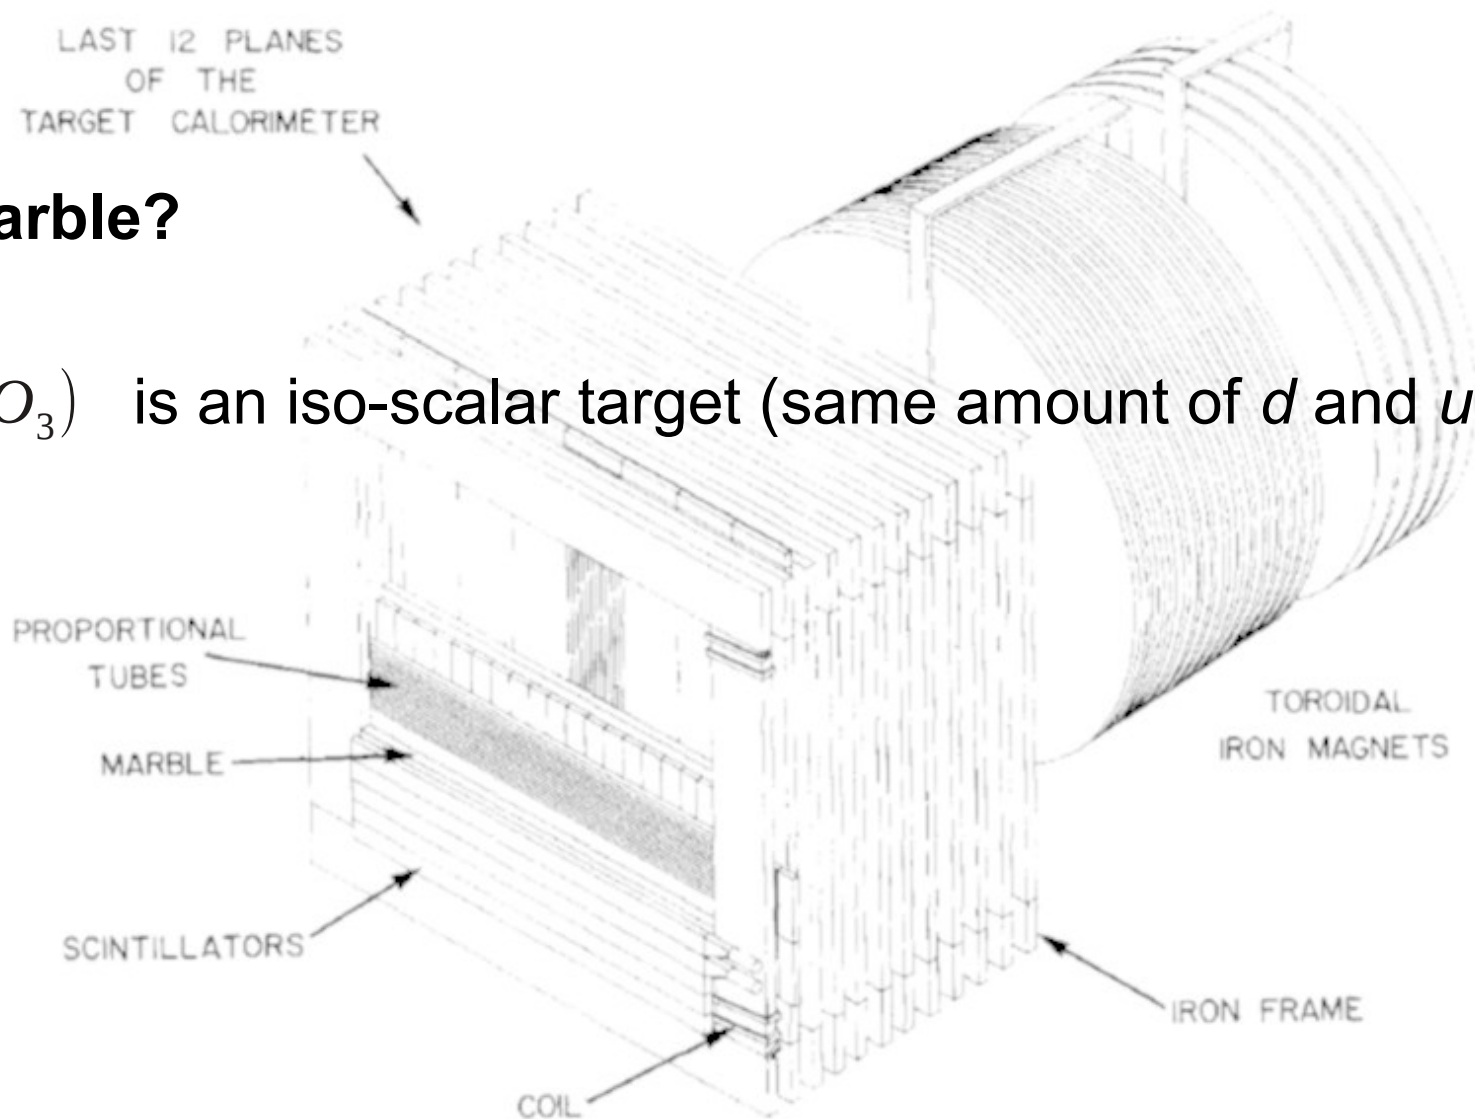 LAST 12 PLANES
OF THE
TARGET CALORIMETER
arble?
O₃) is an iso-scalar target (same amount of d and u
PROPORTIONAL
TUBES
MARBLE
SCINTILLATORS
COIL
TOROIDAL
IRON MAGNETS
IRON FRAME